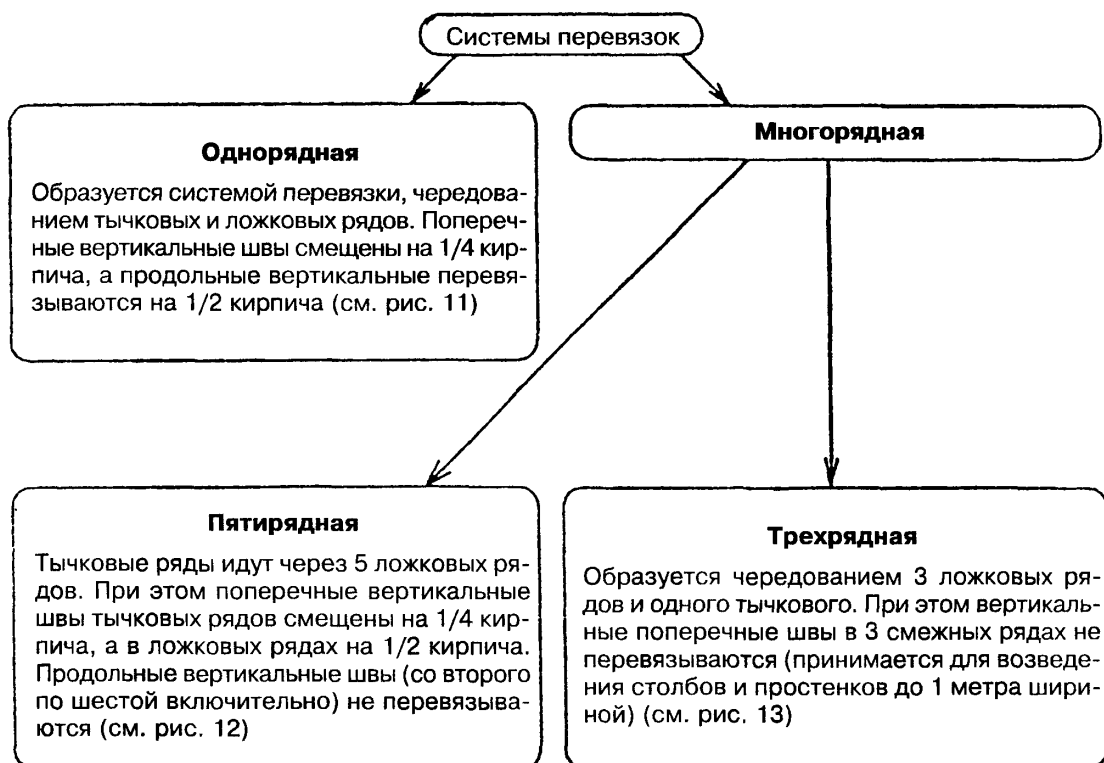 Системы перевязок
Однорядная
Образуется системой перевязки, чередова-
нием тычковых и ложковых рядов. Попереч-
ные вертикальные швы смещены на 1/4 кир-
пича, а продольные вертикальные перевя-
зываются на 1/2 кирпича (см. рис. 11)
Многорядная
Пятирядная
Тычковые ряды идут через 5 ложковых ря-
дов. При этом поперечные вертикальные
швы тычковых рядов смещены на 1/4 кир-
пича, а в ложковых рядах на 1/2 кирпича.
Продольные вертикальные швы (со второго
по шестой включительно) не перевязыва-
ются (см. рис. 12)
Трехрядная
Образуется чередованием 3 ложковых ря-
дов и одного тычкового. При этом вертикаль-
ные поперечные швы в 3 смежных рядах не
перевязываются (принимается для возведе-
ния столбов и простенков до 1 метра шири-
ной) (см. рис. 13)